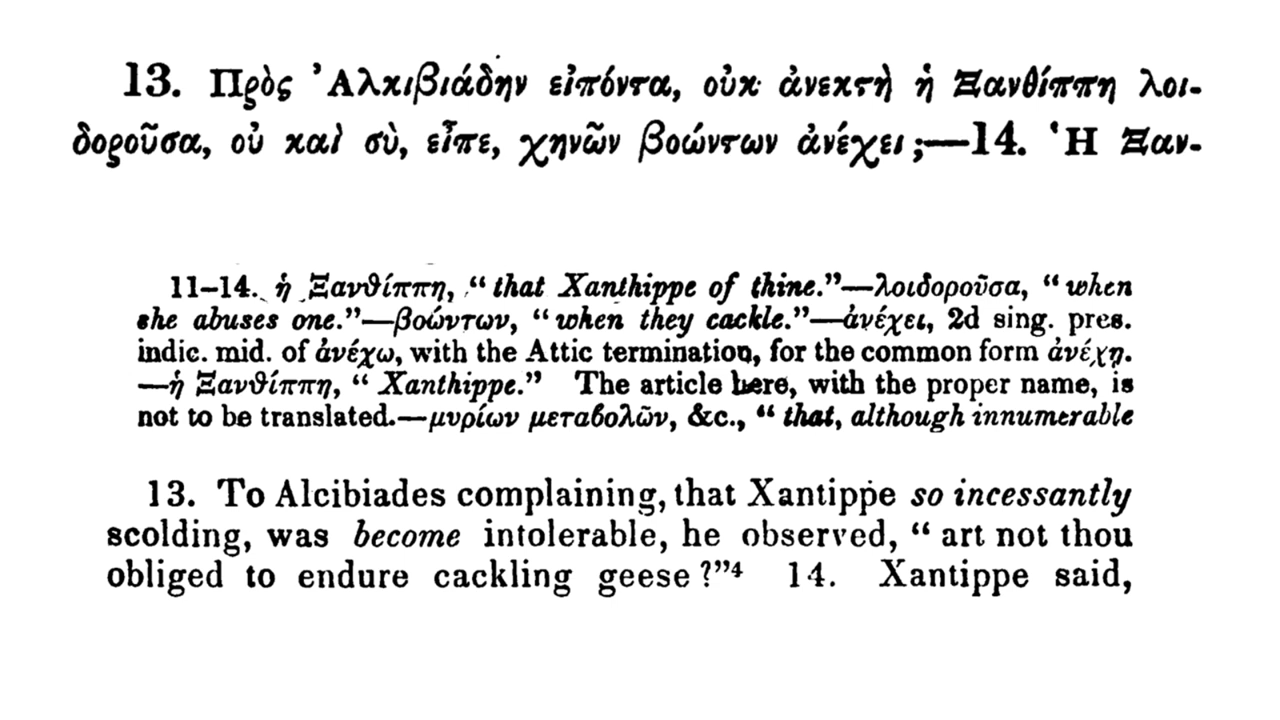 13. Πρὸς Ἀλκιβιάδην εἰπόντα, οὐκ ἀνεκτὴ ἡ Ξανθίππη λοι-
δοροῦσα, οὐ καὶ σὺ, εἶπε, χηνῶν βοώντων ἀνέχει;—14. Ἡ Ξαν-
11–14. ἡ Ξανθίππη, “that Xanthippe of thine.”—λοιδοροῦσα, “when
she abuses one.”—βοώντων, “when they cackle.”—ἀνέχει, 2d sing. pres.
indic. mid. of ἀνέχω, with the Attic termination, for the common form ἀνέχῃ.
—ἡ Ξανθίππη, “Xanthippe.” The article here, with the proper name, is
not to be translated.—μυρίων μεταβολῶν, &c., “that, although innumerable
13. To Alcibiades complaining, that Xantippe so incessantly
scolding, was become intolerable, he observed, “art not thou
obliged to endure cackling geese?”4 14. Xantippe said,